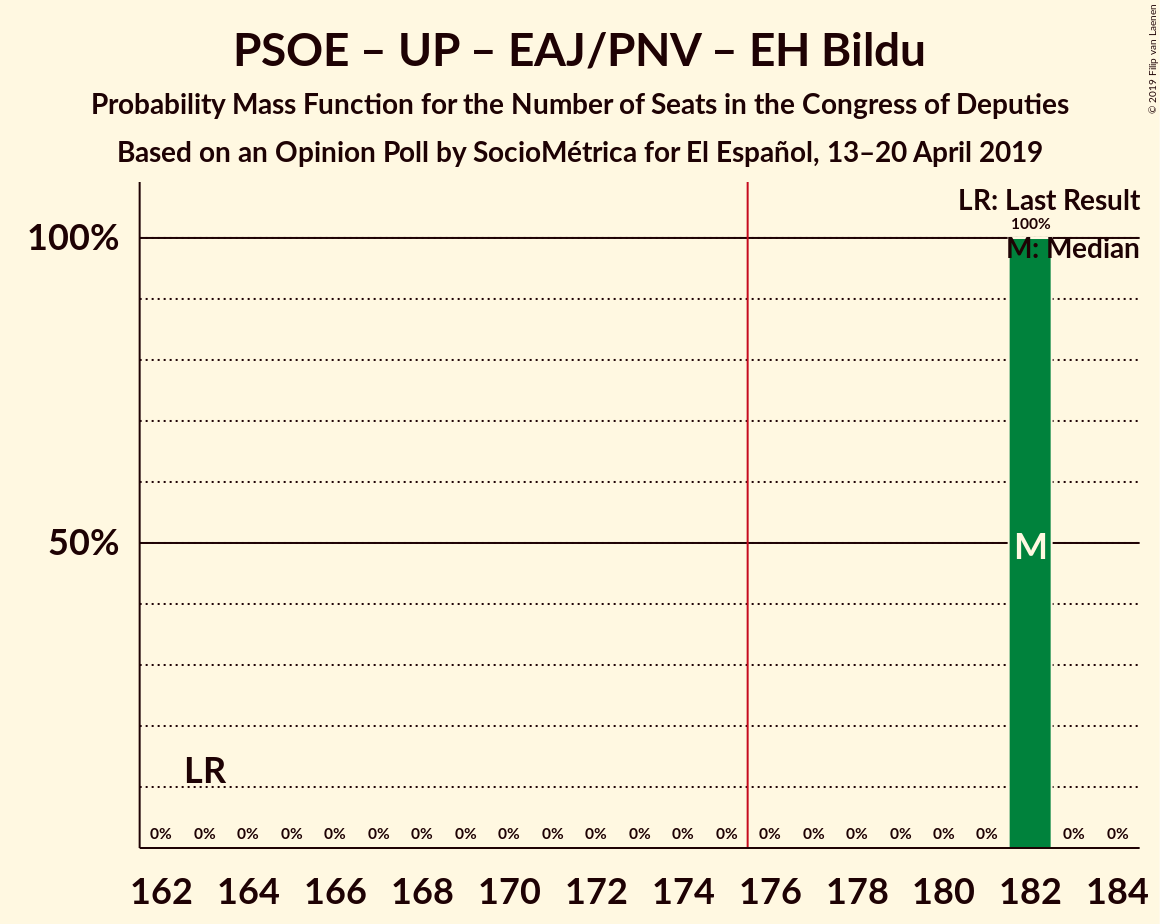 PSOE – UP – EAJ/PNV – EH Bildu
Probability Mass Function for the Number of Seats in the Congress of Deputies
Based on an Opinion Poll by SocioMétrica for El Español, 13–20 April 2019
© 2019 Filip van Laenen
LR: Last Result
100%
M: Median
100%
50%
M
LR
0% 0% 0% 0% 0% 0% 0% 0% 0% 0% 0% 0% 0% 0% 0% 0% 0% 0% 0% 0% 0% 0%
162 164 166 168 170 172 174 176 178 180 182 184